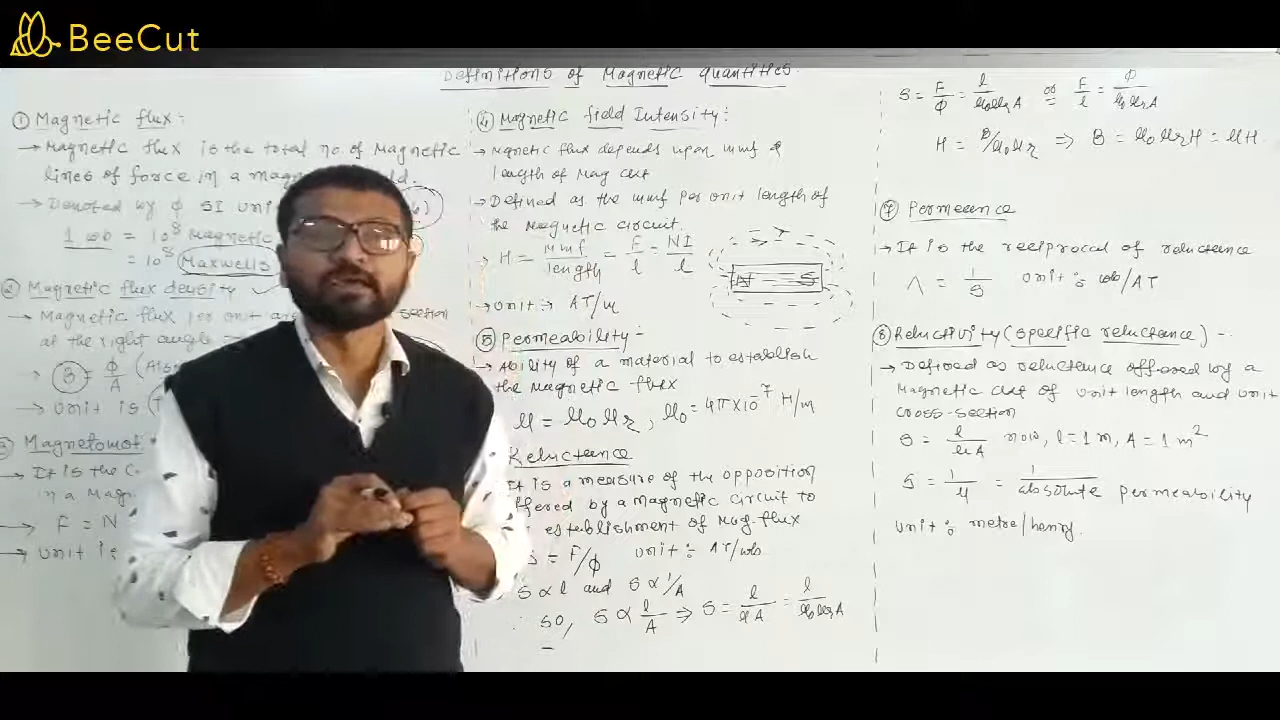 BeeCut
Definitions of Magnetic quantities.
① Magnetic flux :-
→ Magnetic flux is the total no. of Magnetic
lines of force in a
→ Denoted by ϕ SI
1 wb = 10⁸ Magnetic
= 10⁸ Maxwells
② Magnetic flux density
→ Magnetic flux per
at the right angle
→ B = ϕ/A
→ Unit is
→ It is the
in a
→ F = N
→ Unit is
④ Magnetic field Intensity :-
→ Mgnetic flux depends upon mmf &
length of Mag ckt
→ Defined as the mmf per unit length of
the Magnetic circuit.
→ H = mmf/length = F/l = NI/l
N S
→ Unit :- AT/m
⑤ Permeability :-
→ Ability of a material to establish
the Magnetic flux
μ = μ₀μr , μ₀ = 4π×10⁻⁷ H/m
Reluctance
It is a measure of the opposition
by a magnetic circuit to
establishment of Mag. flux
= F/ϕ Unit :- AT/wb
S ∝ l and S ∝ 1/A
∴ so, S ∝ l/A ⇒ S = l/μA = l/μ₀μrA
S = F/ϕ = l/μ₀μrA or F/l = ϕ/μ₀μrA
H = B/μ₀μr ⇒ B = μ₀μrH = μH.
⑦ Permeance
→ It is the reciprocal of reluctance
Λ = 1/S Unit :- wb/AT
Reluctivity (specific reluctance) :-
→ Defined as reluctance offered by a
Magnetic ckt of unit length and unit
cross-section
S = l/μA now, l = 1 m, A = 1 m²
S = 1/μ = 1/absolute permeability
Unit :- metre/henry.